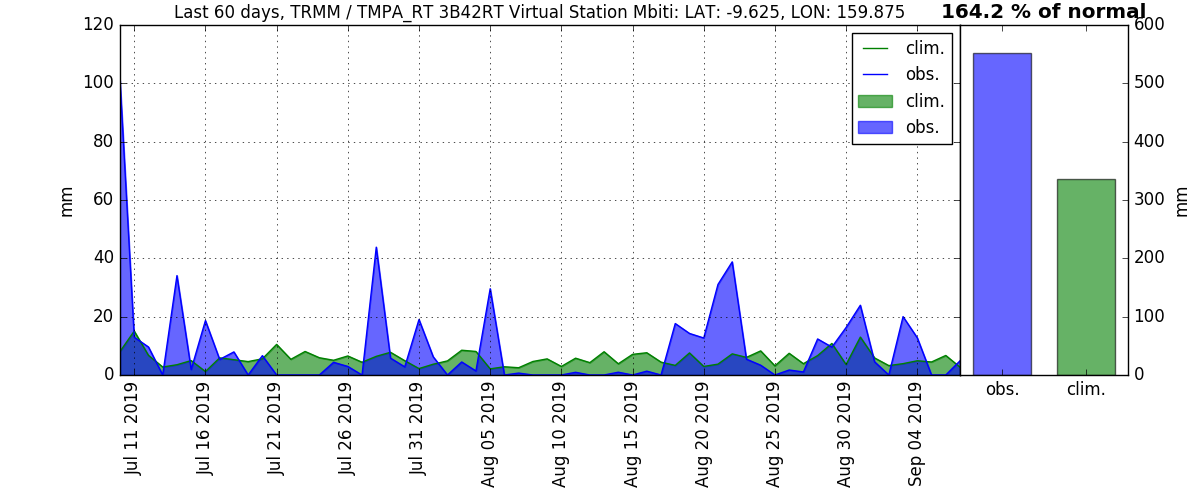 Last 60 days, TRMM / TMPA_RT 3B42RT Virtual Station Mbiti: LAT: -9.625, LON: 159.875
164.2 % of normal
120
100
80
60
40
20
0
mm
clim.
obs.
clim.
obs.
Jul 11 2019
Jul 16 2019
Jul 21 2019
Jul 26 2019
Jul 31 2019
Aug 05 2019
Aug 10 2019
Aug 15 2019
Aug 20 2019
Aug 25 2019
Aug 30 2019
Sep 04 2019
600
500
400
300
200
100
0
mm
obs.
clim.